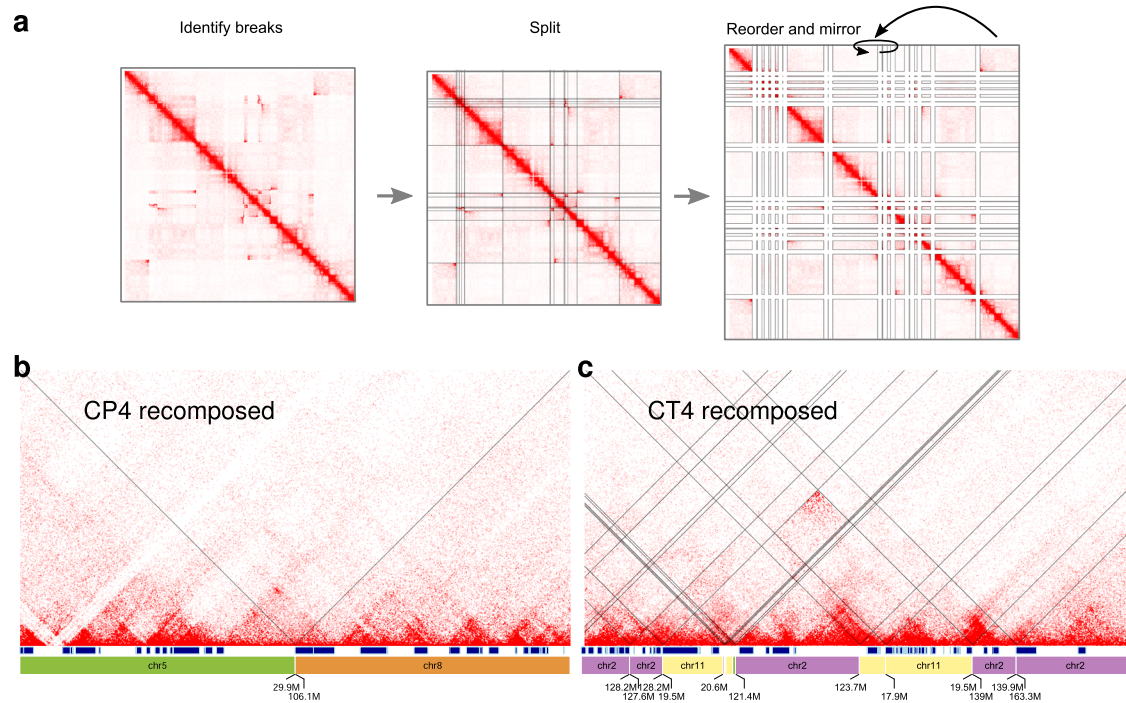 a
Identify breaks
Split
Reorder and mirror
b
CP4 recomposed
c
CT4 recomposed
chr5
chr8
29.9M
106.1M
chr2
chr2
chr11
chr2
chr11
chr2
chr2
128.2M
128.2M
20.6M
123.7M
19.5M
139.9M
127.6M
19.5M
121.4M
17.9M
139M
163.3M